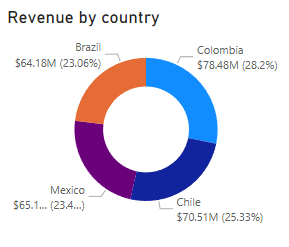 Revenue by country
Brazil
$64.18M (23.06%)
Colombia
$78.48M (28.2%)
Mexico
$65.1... (23.4...)
Chile
$70.51M (25.33%)